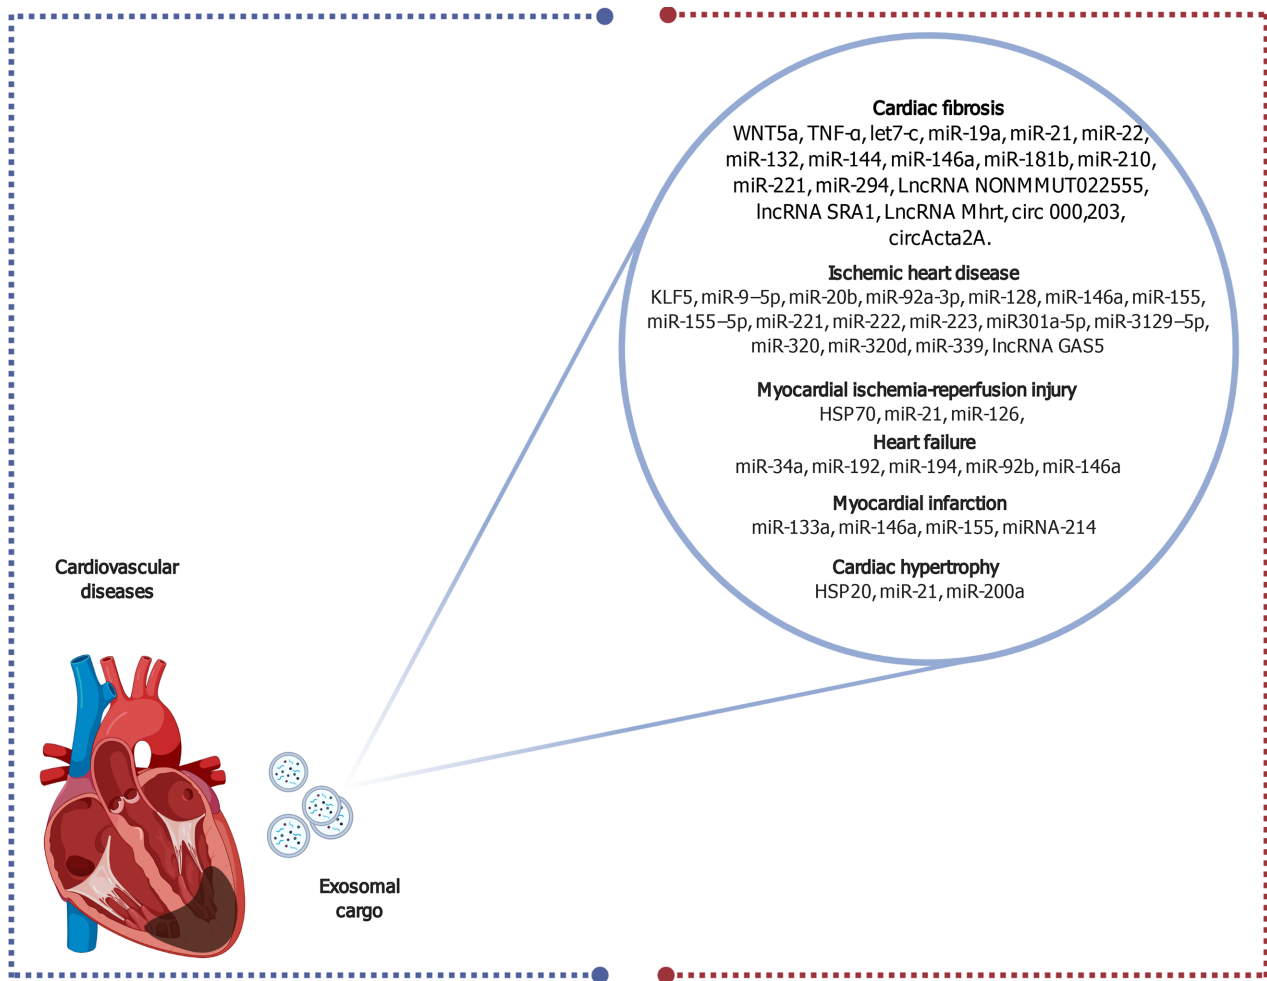 Cardiac fibrosis
WNT5a, TNF-α, let7-c, miR-19a, miR-21, miR-22,
miR-132, miR-144, miR-146a, miR-181b, miR-210,
miR-221, miR-294, LncRNA NONMMUT022555,
lncRNA SRA1, LncRNA Mhrt, circ 000,203,
circActa2A.
Ischemic heart disease
KLF5, miR-9–5p, miR-20b, miR-92a-3p, miR-128, miR-146a, miR-155,
miR-155–5p, miR-221, miR-222, miR-223, miR301a-5p, miR-3129–5p,
miR-320, miR-320d, miR-339, lncRNA GAS5
Myocardial ischemia-reperfusion injury
HSP70, miR-21, miR-126,
Heart failure
miR-34a, miR-192, miR-194, miR-92b, miR-146a
Myocardial infarction
miR-133a, miR-146a, miR-155, miRNA-214
Cardiac hypertrophy
HSP20, miR-21, miR-200a
Cardiovascular
diseases
Exosomal
cargo